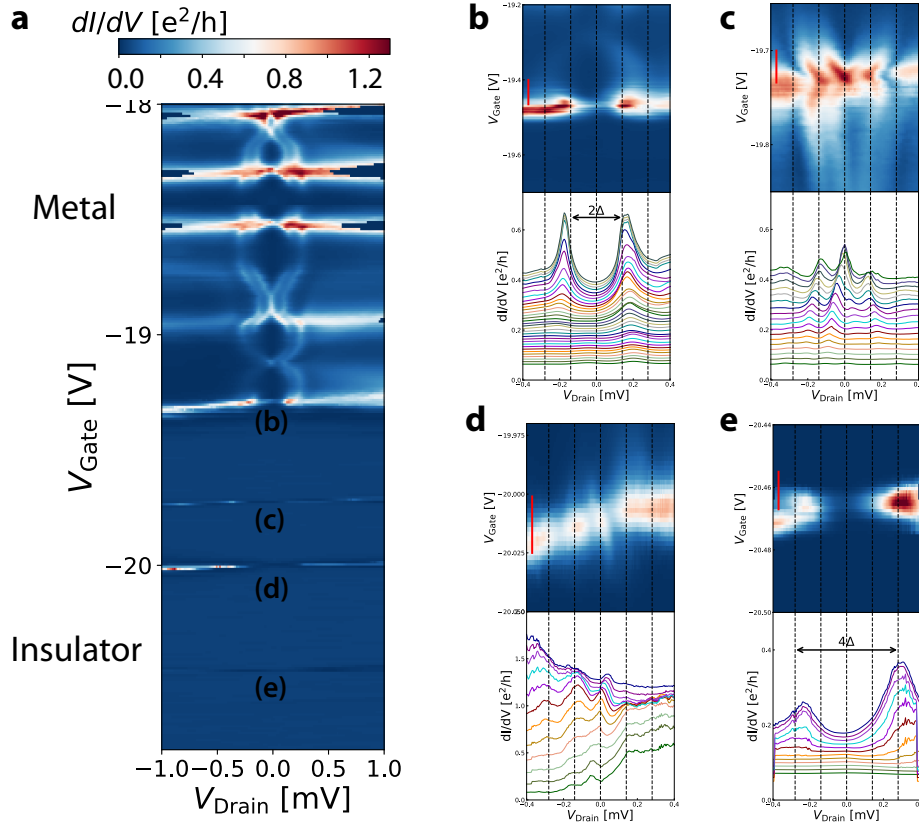 a
dI/dV [e²/h]
0.0 0.4 0.8 1.2
−18
−19
−20
Metal
Insulator
V_Gate [V]
(b)
(c)
(d)
(e)
−1.0 −0.5 0.0 0.5 1.0
V_Drain [mV]
b
−19.2
−19.4
−19.6
V_Gate [V]
2Δ
0.6
0.4
0.2
0.0
dI/dV [e²/h]
−0.4 −0.2 0.0 0.2 0.4
V_Drain [mV]
c
−19.7
−19.8
V_Gate [V]
0.6
0.4
0.2
0.0
dI/dV [e²/h]
−0.4 −0.2 0.0 0.2 0.4
V_Drain [mV]
d
−19.975
−20.000
−20.025
−20.050
V_Gate [V]
1.5
1.0
0.5
0.0
dI/dV [e²/h]
−0.4 −0.2 0.0 0.2 0.4
V_Drain [mV]
e
−20.44
−20.46
−20.48
−20.50
V_Gate [V]
4Δ
0.4
0.2
0.0
dI/dV [e²/h]
−0.4 −0.2 0.0 0.2 0.4
V_Drain [mV]